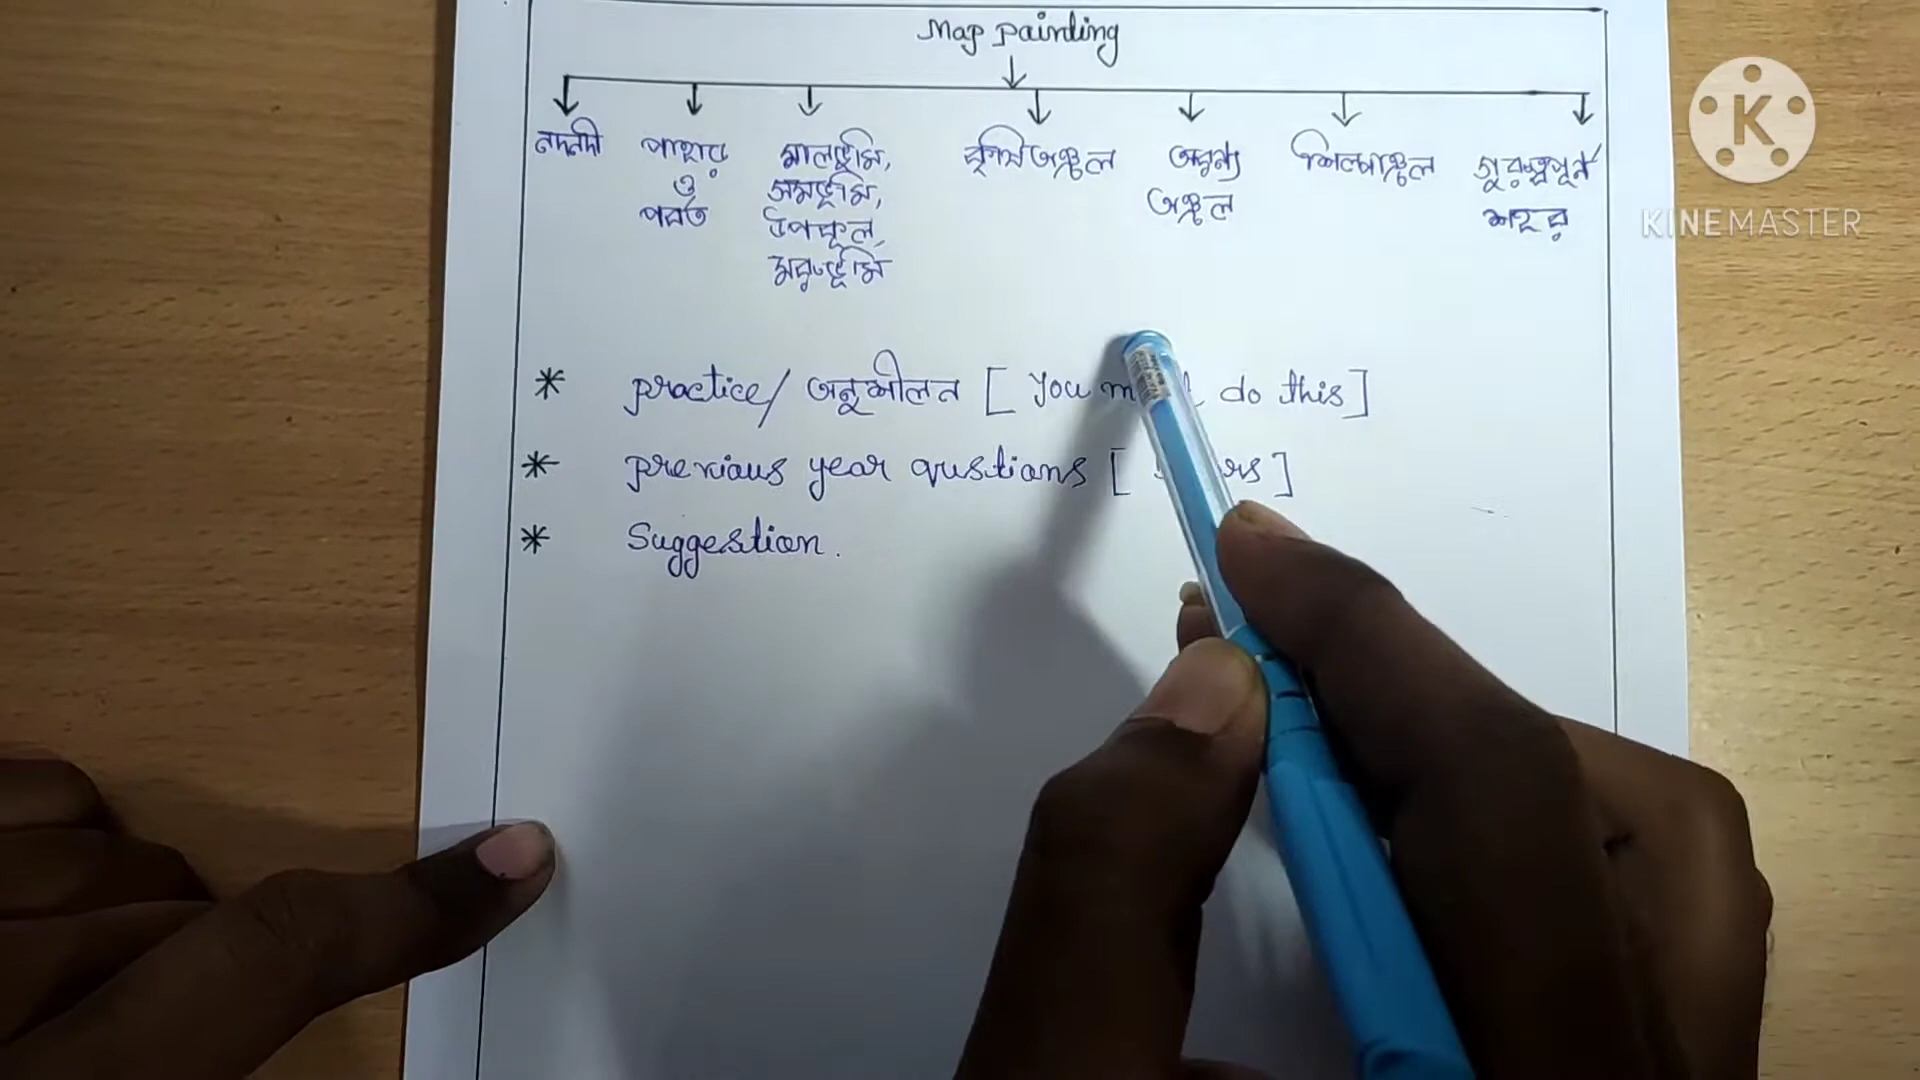 Map painting
নদনদী পাহাড় কৃষিঅঞ্চল অরণ্য শিল্পাঞ্চল গুরুত্বপূর্ণ
মালভূমি,
ও
সমভূমি,
পর্বত অঞ্চল শহর
উপকূল,
মরুভূমি
* practice/ অনুশীলন [ You do this ]
* previous year qustians [ ]
* Suggestion.
K
KINEMASTER